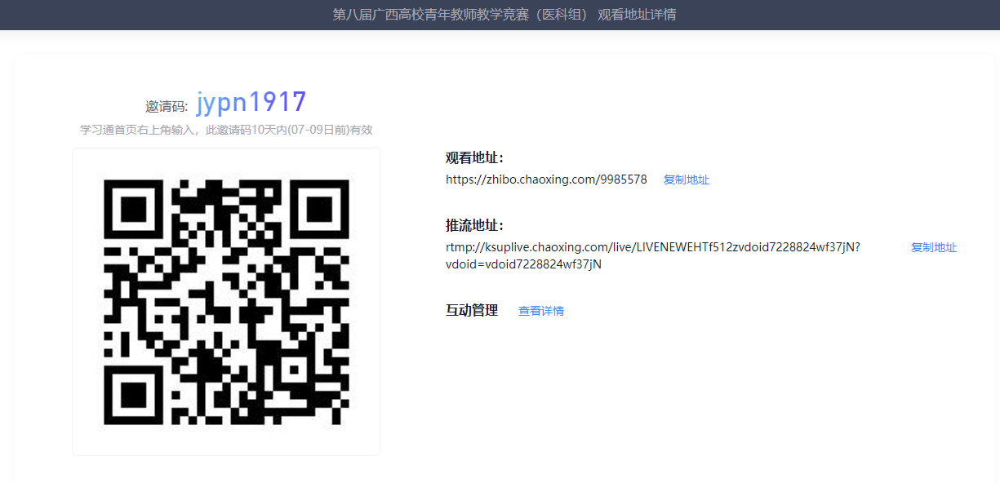 第八届广西高校青年教师教学竞赛（医科组） 观看地址详情
邀请码: jypn1917
学习通首页右上角输入，此邀请码10天内(07-09日前)有效
观看地址：
https://zhibo.chaoxing.com/9985578 复制地址
推流地址：
rtmp://ksuplive.chaoxing.com/live/LIVENEWEHTf512zvdoid7228824wf37jN? 复制地址
vdoid=vdoid7228824wf37jN
互动管理 查看详情